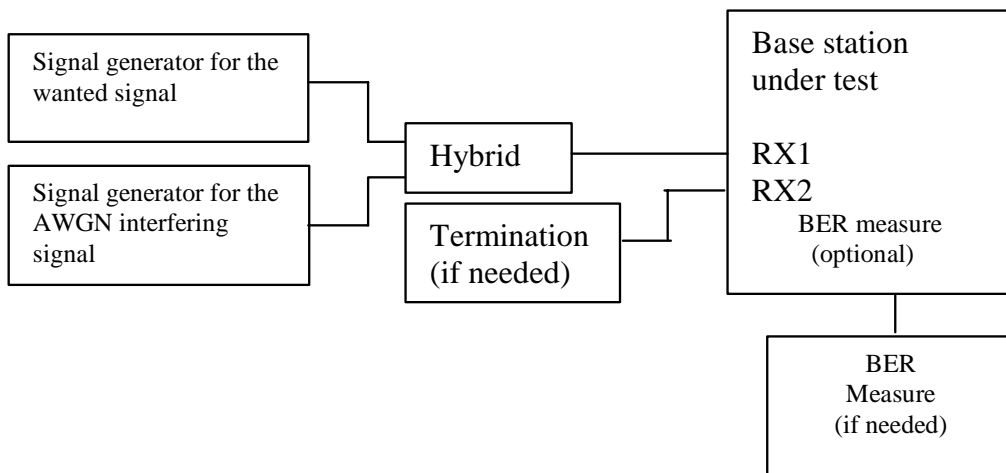 Signal generator for the
wanted signal
Signal generator for the
AWGN interfering
signal
Hybrid
Termination
(if needed)
Base station
under test
RX1
RX2
BER measure
(optional)
BER
Measure
(if needed)